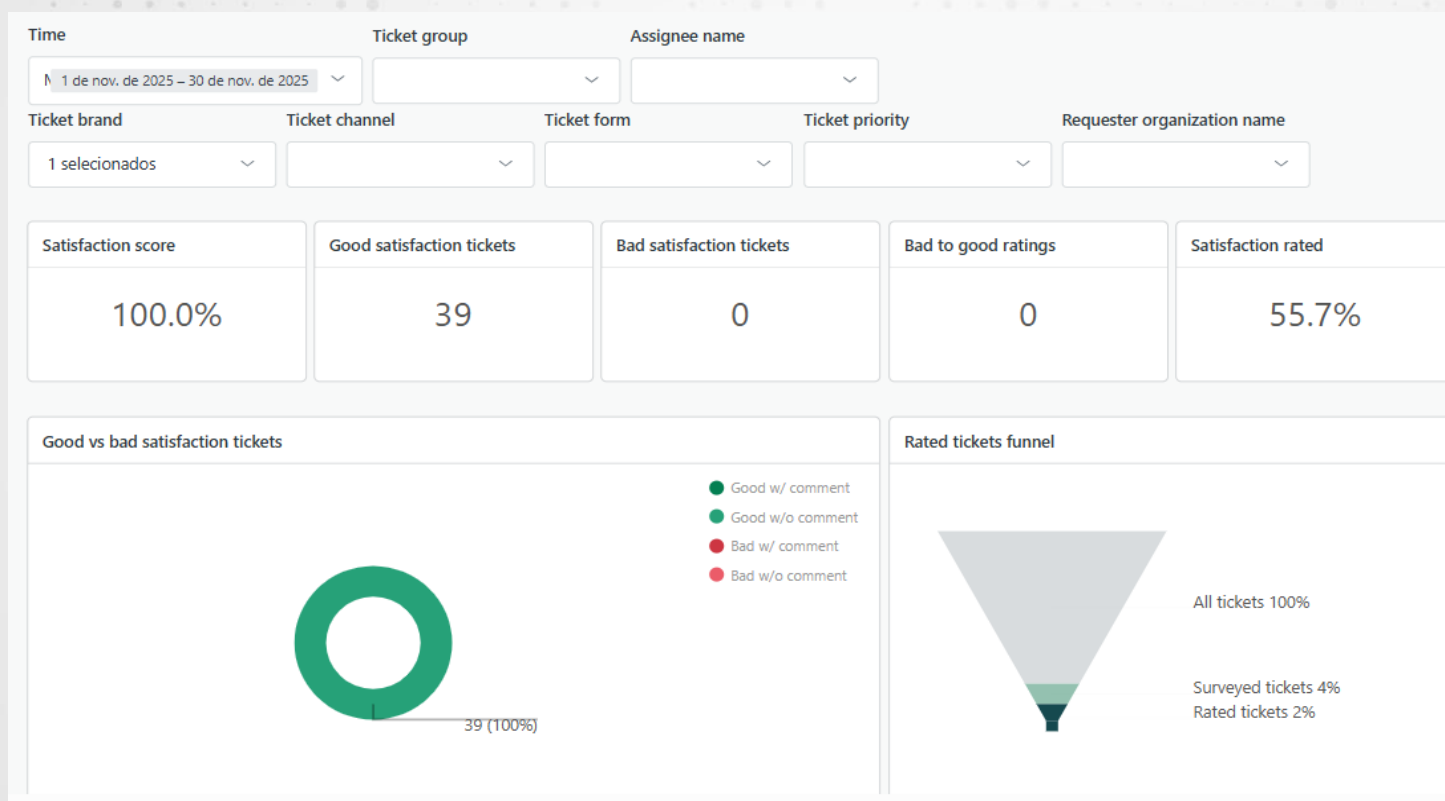 Time
Ticket group
Assignee name
1 de nov. de 2025 – 30 de nov. de 2025
Ticket brand
Ticket channel
Ticket form
Ticket priority
Requester organization name
1 selecionados
Satisfaction score
Good satisfaction tickets
Bad satisfaction tickets
Bad to good ratings
Satisfaction rated
100.0%
39
0
0
55.7%
Good vs bad satisfaction tickets
Good w/ comment
Good w/o comment
Bad w/ comment
Bad w/o comment
39 (100%)
Rated tickets funnel
All tickets 100%
Surveyed tickets 4%
Rated tickets 2%